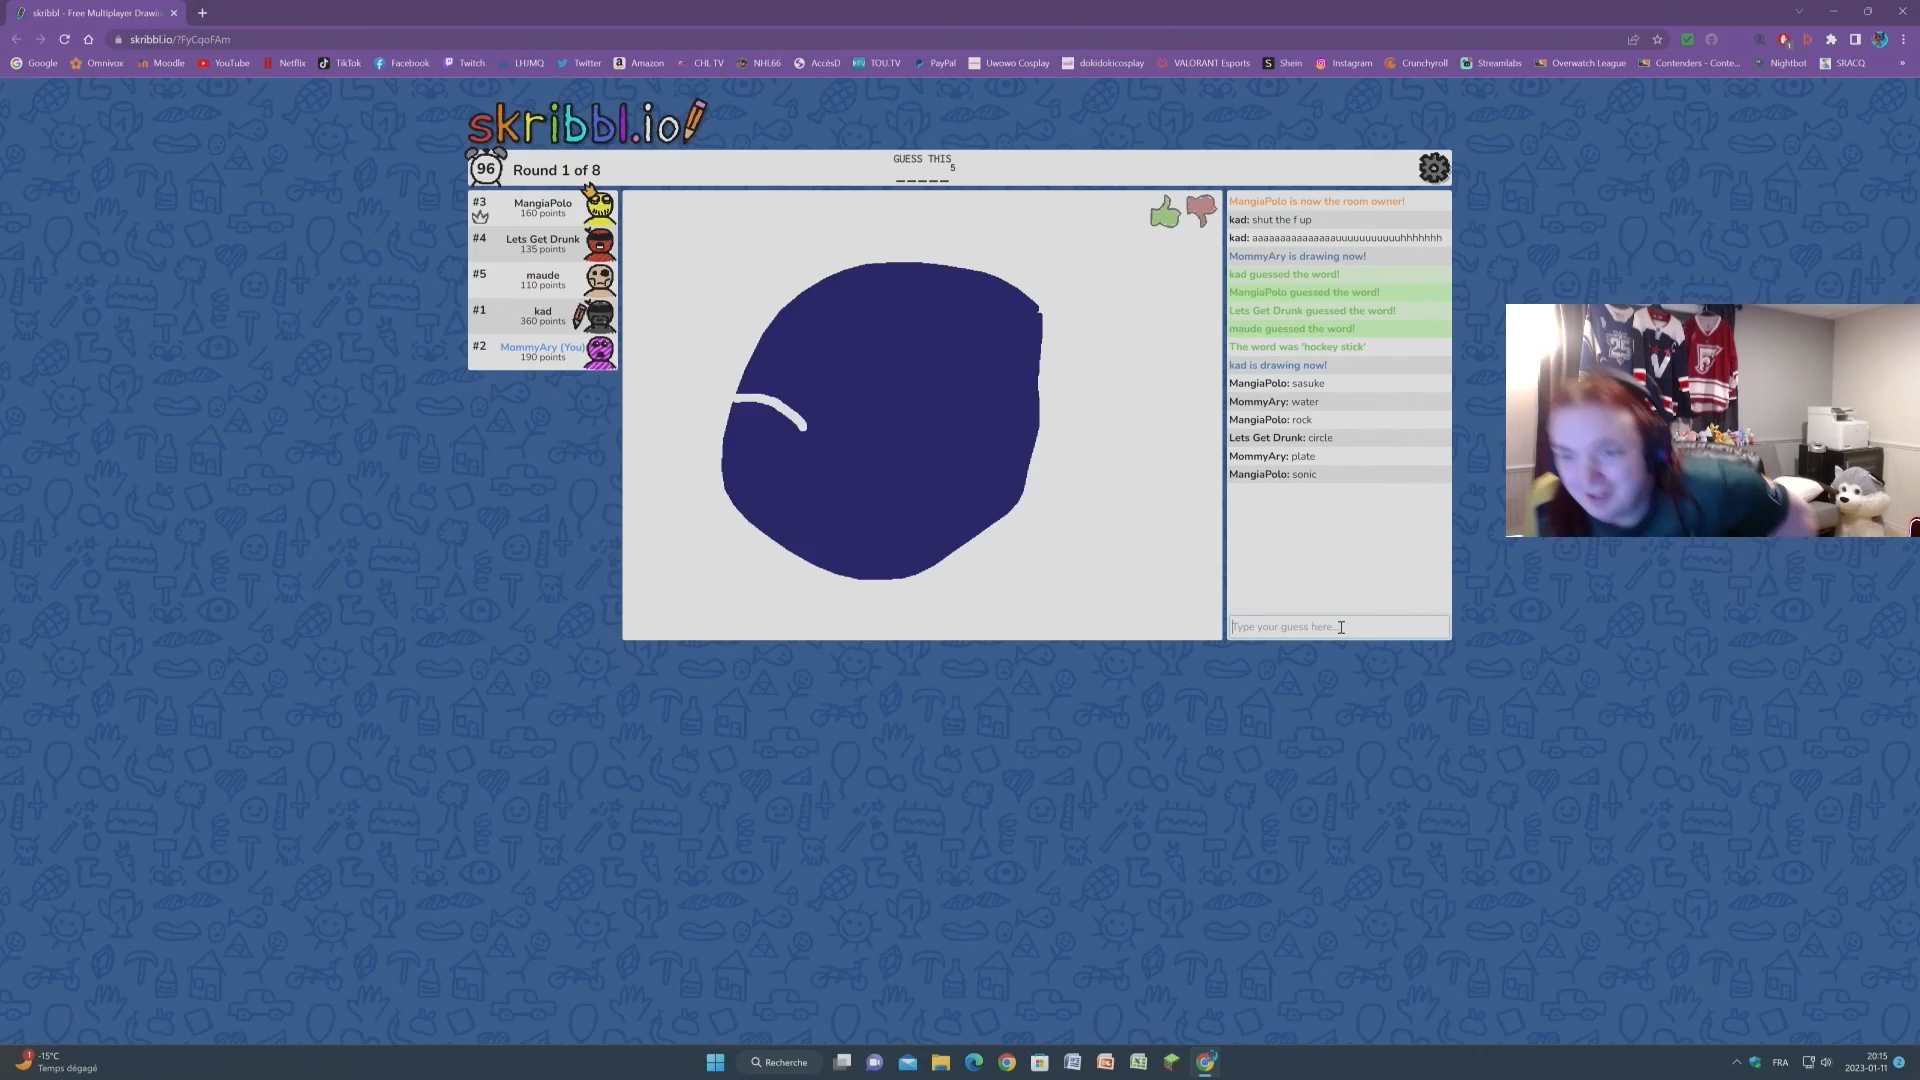 skribbl - Free Multiplayer Drawin
skribbl.io/?FyCqoFAm
Google Omnivox Moodle YouTube Netflix TikTok Facebook Twitch LHJMQ Twitter Amazon CHL TV NHL66 AccèsD TOU.TV PayPal Uwowo Cosplay dokidokicosplay VALORANT Esports Shein Instagram Crunchyroll Streamlabs Overwatch League Contenders - Conte... Nightbot SRACQ »
skribbl.io
96 Round 1 of 8
GUESS THIS
_____ 5
#3 MangiaPolo
160 points
#4 Lets Get Drunk
135 points
#5 maude
110 points
#1 kad
360 points
#2 MommyAry (You)
190 points
MangiaPolo is now the room owner!
kad: shut the f up
kad: aaaaaaaaaaaaaauuuuuuuuuuuhhhhhhh
MommyAry is drawing now!
kad guessed the word!
MangiaPolo guessed the word!
Lets Get Drunk guessed the word!
maude guessed the word!
The word was 'hockey stick'
kad is drawing now!
MangiaPolo: sasuke
MommyAry: water
MangiaPolo: rock
Lets Get Drunk: circle
MommyAry: plate
MangiaPolo: sonic
Type your guess here...
25
V
1
-15°C
Temps dégagé
Recherche
FRA
20:15
2023-01-11
2